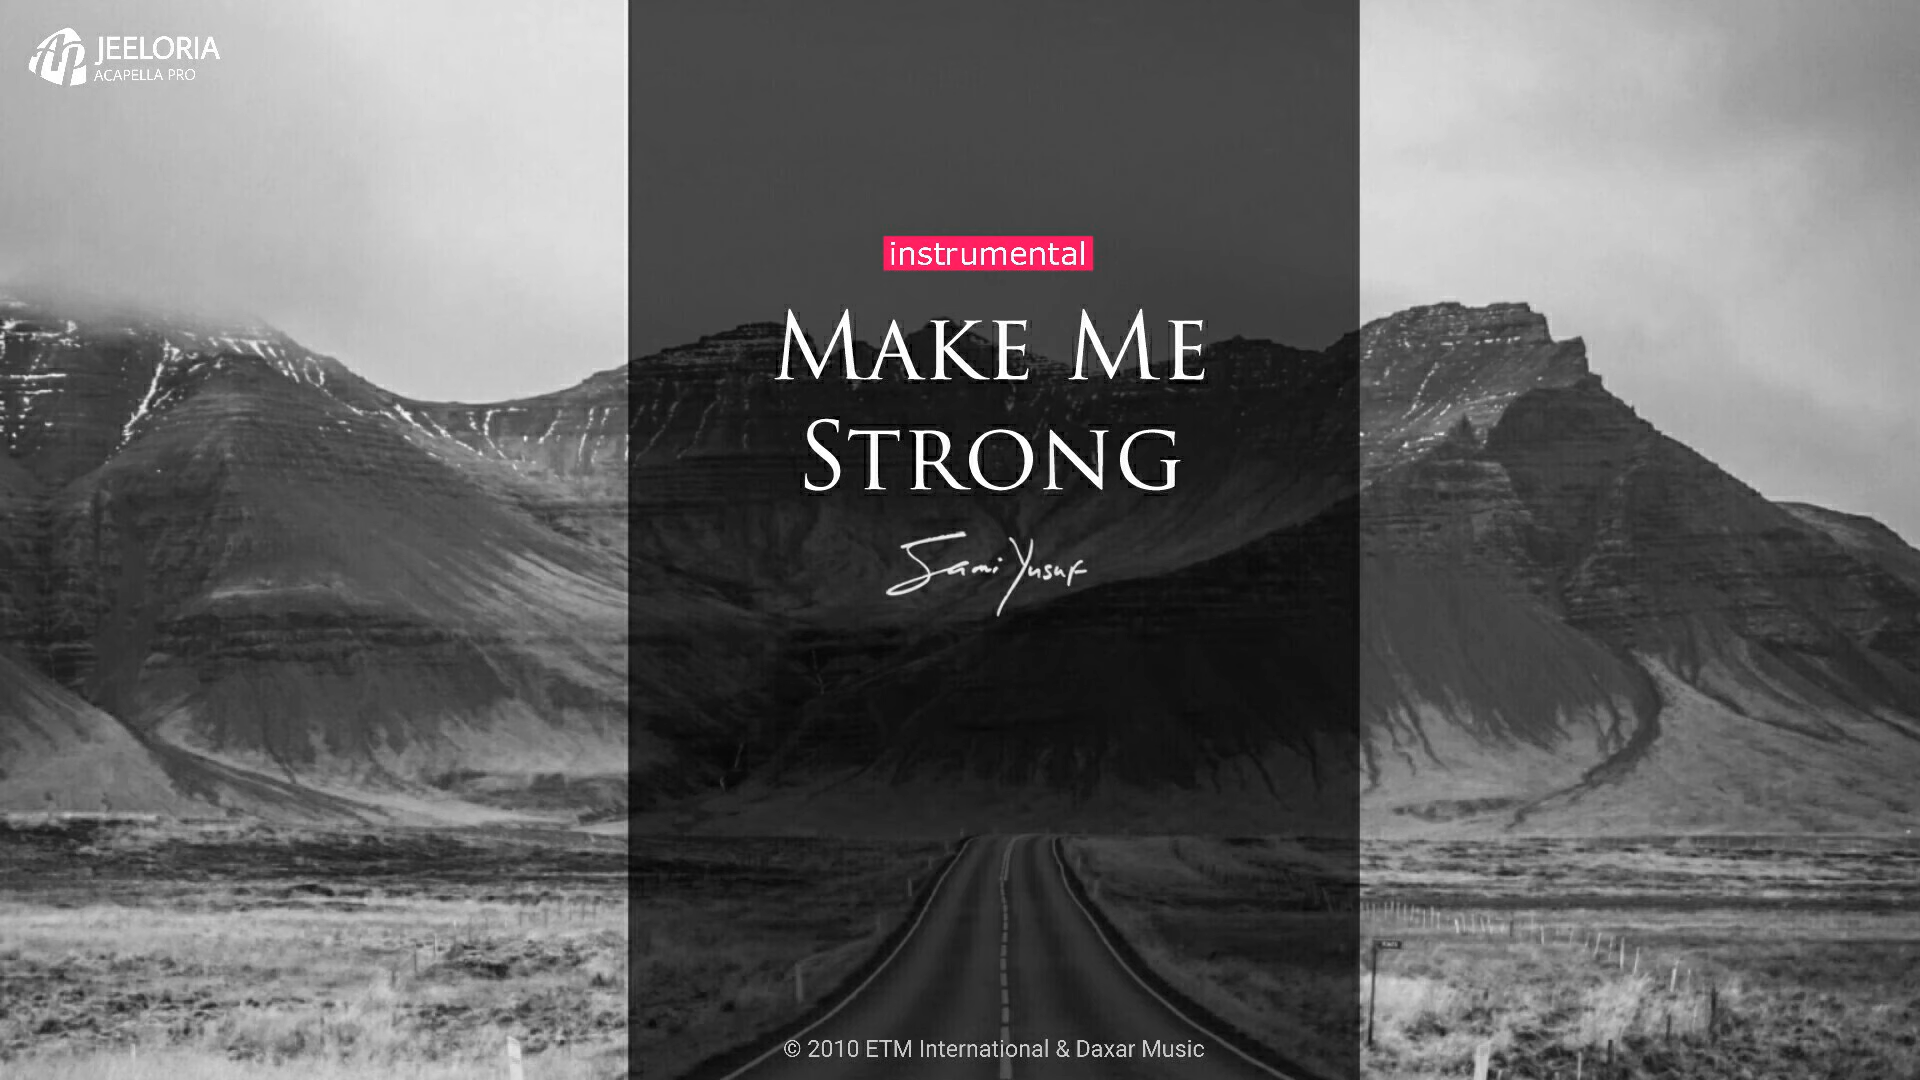 JEELORIA
ACAPELLA PRO
instrumental
MAKE ME
STRONG
Sami Yusuf
© 2010 ETM International & Daxar Music